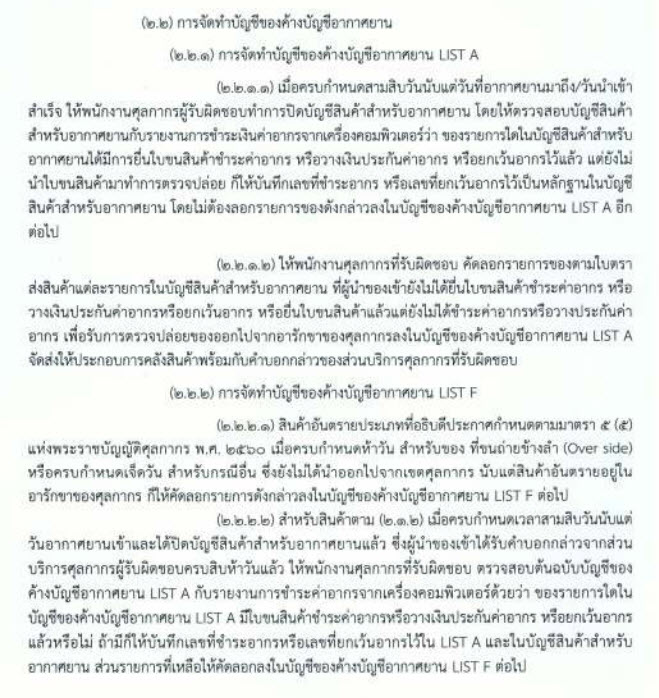 (๒.๒) การจัดทำบัญชีของค้างบัญชีอากาศยาน
(๒.๒.๑) การจัดทำบัญชีของค้างบัญชีอากาศยาน LIST A
(๒.๒.๑.๑) เมื่อครบกำหนดสามสิบวันนับแต่วันที่อากาศยานมาถึง/วันนำเข้า
สำเร็จ ให้พนักงานศุลกากรผู้รับผิดชอบทำการปิดบัญชีสินค้าสำหรับอากาศยาน โดยให้ตรวจสอบบัญชีสินค้า
สำหรับอากาศยานกับรายงานการชำระเงินค่าอากรจากเครื่องคอมพิวเตอร์ว่า ของรายการใดในบัญชีสินค้าสำหรับ
อากาศยานได้มีการยื่นใบขนสินค้าชำระค่าอากร หรือวางเงินประกันค่าอากร หรือยกเว้นอากรไว้แล้ว แต่ยังไม่
นำใบขนสินค้ามาทำการตรวจปล่อย ก็ให้บันทึกเลขที่ชำระอากร หรือเลขที่ยกเว้นอากรไว้เป็นหลักฐานในบัญชี
สินค้าสำหรับอากาศยาน โดยไม่ต้องลอกรายการของดังกล่าวลงในบัญชีของค้างบัญชีอากาศยาน LIST A อีก
ต่อไป
(๒.๒.๑.๒) ให้พนักงานศุลกากรที่รับผิดชอบ คัดลอกรายการของตามใบตรา
ส่งสินค้าแต่ละรายการในบัญชีสินค้าสำหรับอากาศยาน ที่ผู้นำของเข้ายังไม่ได้ยื่นใบขนสินค้าชำระค่าอากร หรือ
วางเงินประกันค่าอากรหรือยกเว้นอากร หรือยื่นใบขนสินค้าแล้วแต่ยังไม่ได้ชำระค่าอากรหรือวางประกันค่า
อากร เพื่อรับการตรวจปล่อยของออกไปจากอารักขาของศุลกากรลงในบัญชีของค้างบัญชีอากาศยาน LIST A
จัดส่งให้ประกอบการคลังสินค้าพร้อมกับคำบอกกล่าวของส่วนบริการศุลกากรที่รับผิดชอบ
(๒.๒.๒) การจัดทำบัญชีของค้างบัญชีอากาศยาน LIST F
(๒.๒.๒.๑) สินค้าอันตรายประเภทที่อธิบดีประกาศกำหนดตามมาตรา ๕ (๕)
แห่งพระราชบัญญัติศุลกากร พ.ศ. ๒๕๖๐ เมื่อครบกำหนดห้าวัน สำหรับของ ที่ขนถ่ายข้างลำ (Over side)
หรือครบกำหนดเจ็ดวัน สำหรับกรณีอื่น ซึ่งยังไม่ได้นำออกไปจากเขตศุลกากร นับแต่สินค้าอันตรายอยู่ใน
อารักขาของศุลกากร ก็ให้คัดลอกรายการดังกล่าวลงในบัญชีของค้างบัญชีอากาศยาน LIST F ต่อไป
(๒.๒.๒.๒) สำหรับสินค้าตาม (๒.๑.๒) เมื่อครบกำหนดเวลาสามสิบวันนับแต่
วันอากาศยานเข้าและได้ปิดบัญชีสินค้าสำหรับอากาศยานแล้ว ซึ่งผู้นำของเข้าได้รับคำบอกกล่าวจากส่วน
บริการศุลกากรผู้รับผิดชอบครบสิบห้าวันแล้ว ให้พนักงานศุลกากรที่รับผิดชอบ ตรวจสอบต้นฉบับบัญชีของ
ค้างบัญชีอากาศยาน LIST A กับรายงานการชำระค่าอากรจากเครื่องคอมพิวเตอร์ด้วยว่า ของรายการใดใน
บัญชีของค้างบัญชีอากาศยาน LIST A มีใบขนสินค้าชำระค่าอากรหรือวางเงินประกันค่าอากร หรือยกเว้นอากร
แล้วหรือไม่ ถ้ามีก็ให้บันทึกเลขที่ชำระอากรหรือเลขที่ยกเว้นอากรไว้ใน LIST A และในบัญชีสินค้าสำหรับ
อากาศยาน ส่วนรายการที่เหลือให้คัดลอกลงในบัญชีของค้างบัญชีอากาศยาน LIST F ต่อไป